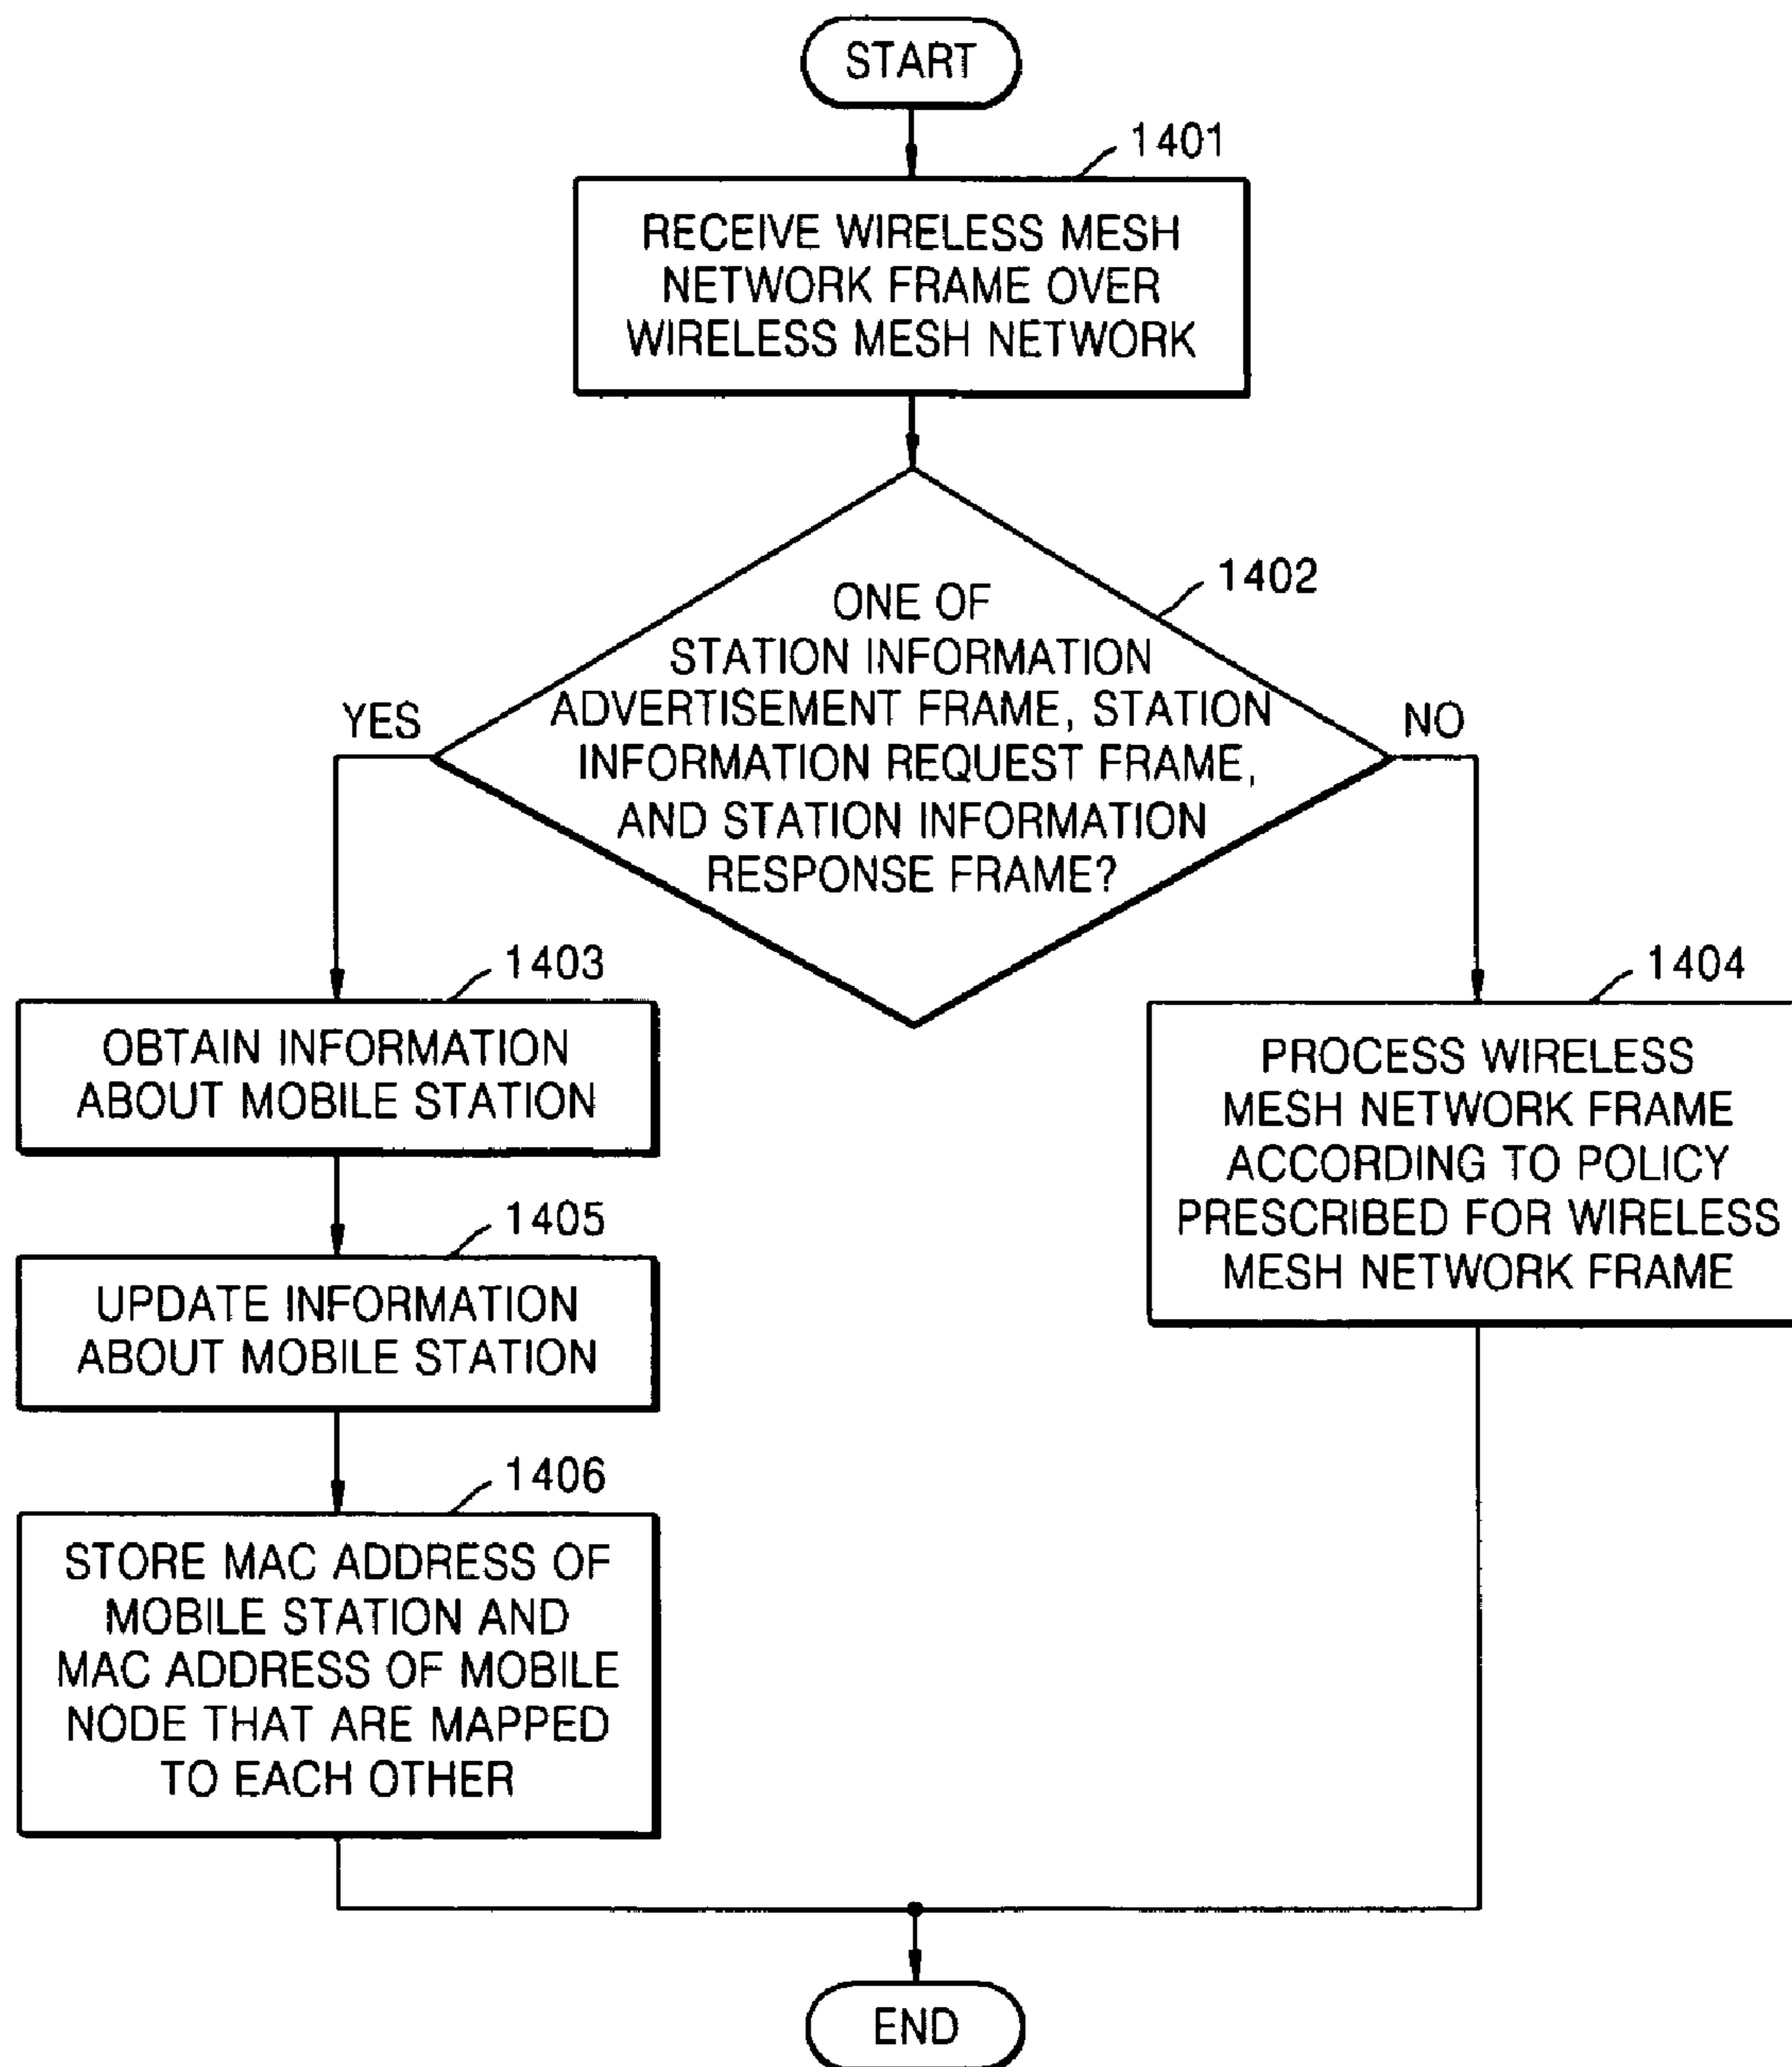 START
1401
RECEIVE WIRELESS MESH
NETWORK FRAME OVER
WIRELESS MESH NETWORK
1402
ONE OF
STATION INFORMATION
ADVERTISEMENT FRAME, STATION
INFORMATION REQUEST FRAME,
AND STATION INFORMATION
RESPONSE FRAME?
YES
NO
1403
OBTAIN INFORMATION
ABOUT MOBILE STATION
1404
PROCESS WIRELESS
MESH NETWORK FRAME
ACCORDING TO POLICY
PRESCRIBED FOR WIRELESS
MESH NETWORK FRAME
1405
UPDATE INFORMATION
ABOUT MOBILE STATION
1406
STORE MAC ADDRESS OF
MOBILE STATION AND
MAC ADDRESS OF MOBILE
NODE THAT ARE MAPPED
TO EACH OTHER
END